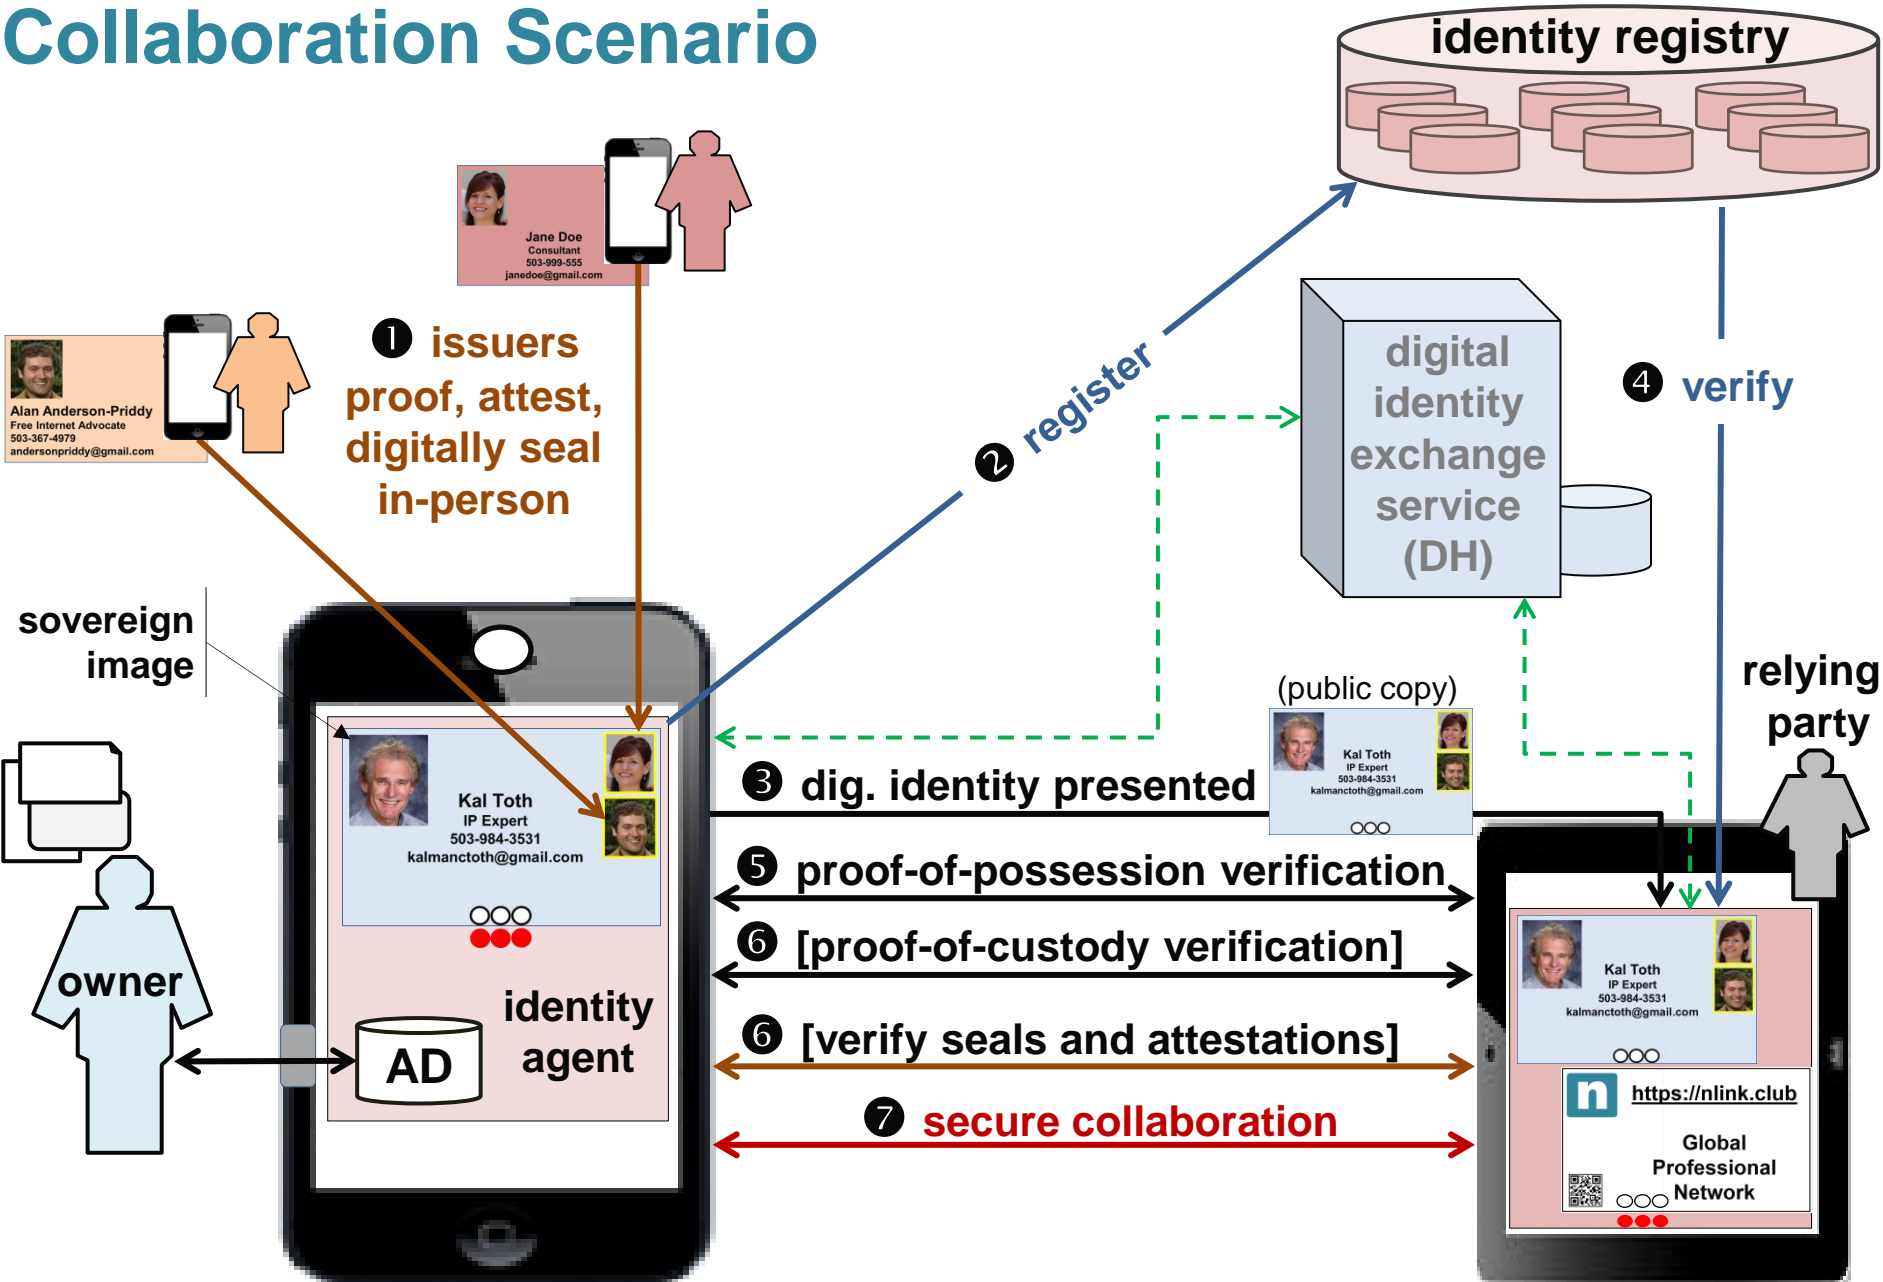 Collaboration Scenario
identity registry
Jane Doe
Consultant
503-999-555
janedoe@gmail.com
Alan Anderson-Priddy
Free Internet Advocate
503-367-4979
andersonpriddy@gmail.com
❶ issuers
proof, attest,
digitally seal
in-person
❷ register
digital
identity
exchange
service
(DH)
❹ verify
sovereign
image
(public copy)
relying
party
Kal Toth
IP Expert
503-984-3531
kalmanctoth@gmail.com
❸ dig. identity presented
Kal Toth
IP Expert
503-984-3531
kalmanctoth@gmail.com
❺ proof-of-possession verification
❻ [proof-of-custody verification]
owner
identity
agent
AD
❻ [verify seals and attestations]
❼ secure collaboration
Kal Toth
IP Expert
503-984-3531
kalmanctoth@gmail.com
n
https://nlink.club
Global
Professional
Network